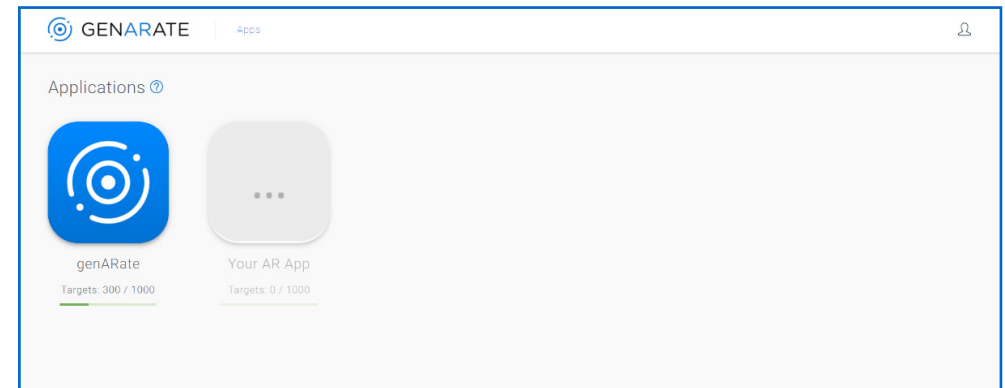 GENARATE Apps
Applications ?
genARate
Targets: 300 / 1000
Your AR App
Targets: 0 / 1000